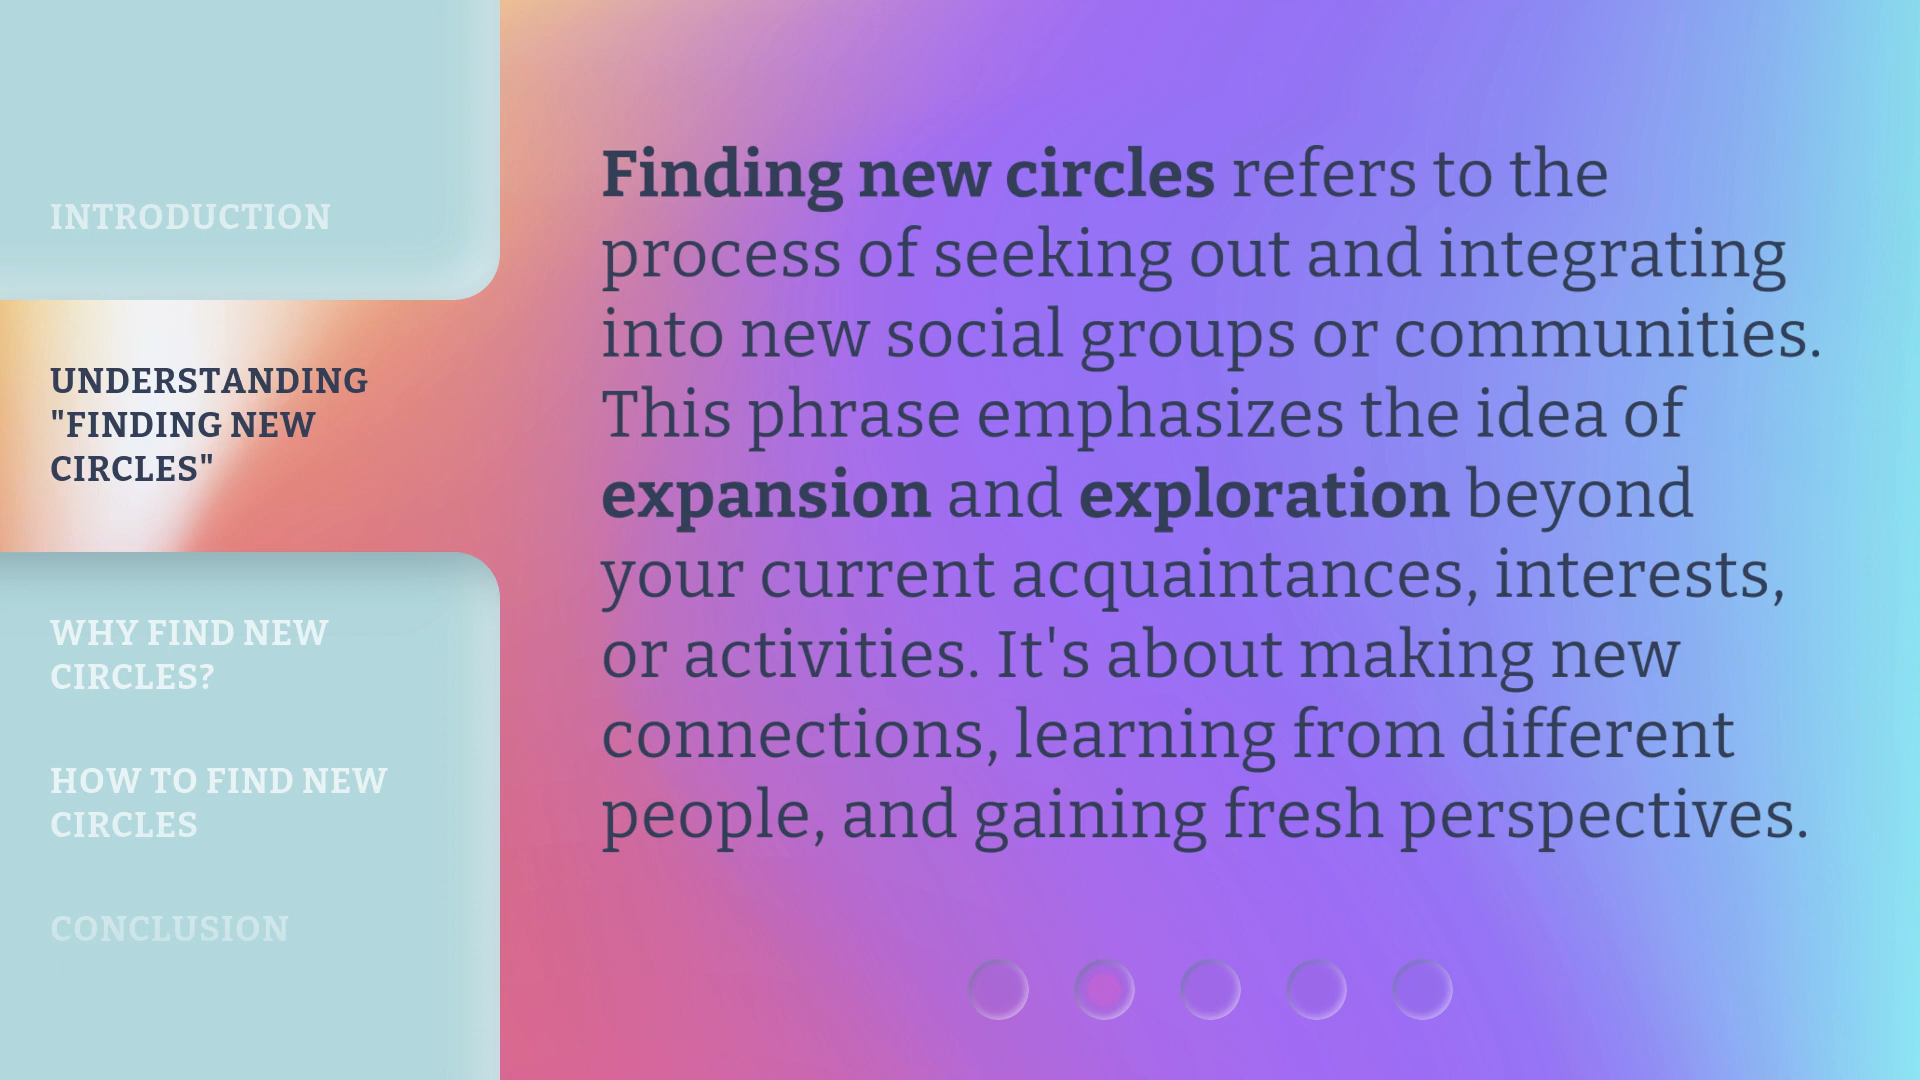 INTRODUCTION
UNDERSTANDING
"FINDING NEW
CIRCLES"
WHY FIND NEW
CIRCLES?
HOW TO FIND NEW
CIRCLES
CONCLUSION
Finding new circles refers to the
process of seeking out and integrating
into new social groups or communities.
This phrase emphasizes the idea of
expansion and exploration beyond
your current acquaintances, interests,
or activities. It's about making new
connections, learning from different
people, and gaining fresh perspectives.